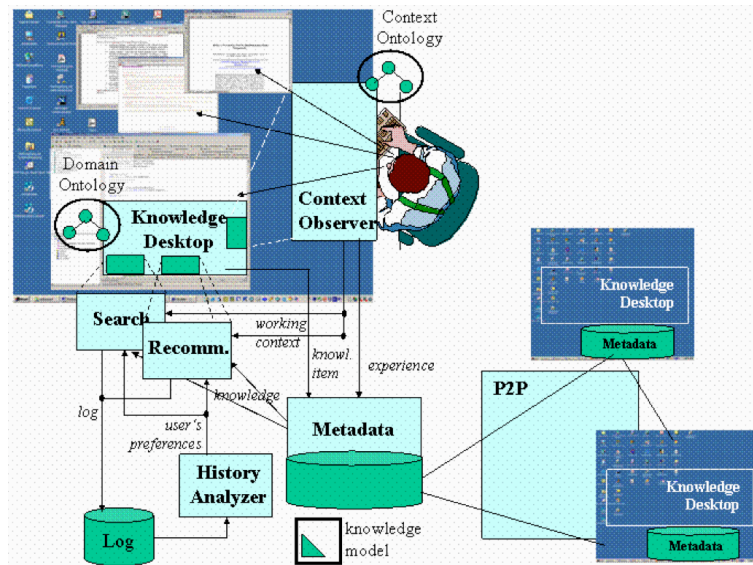 Context
Ontology
Domain
Ontology
Knowledge
Desktop
Context
Observer
Search
Recomm.
working
context
knowl.
item
experience
knowledge
log
user's
preferences
Metadata
History
Analyzer
Log
knowledge
model
P2P
Knowledge
Desktop
Metadata
Knowledge
Desktop
Metadata